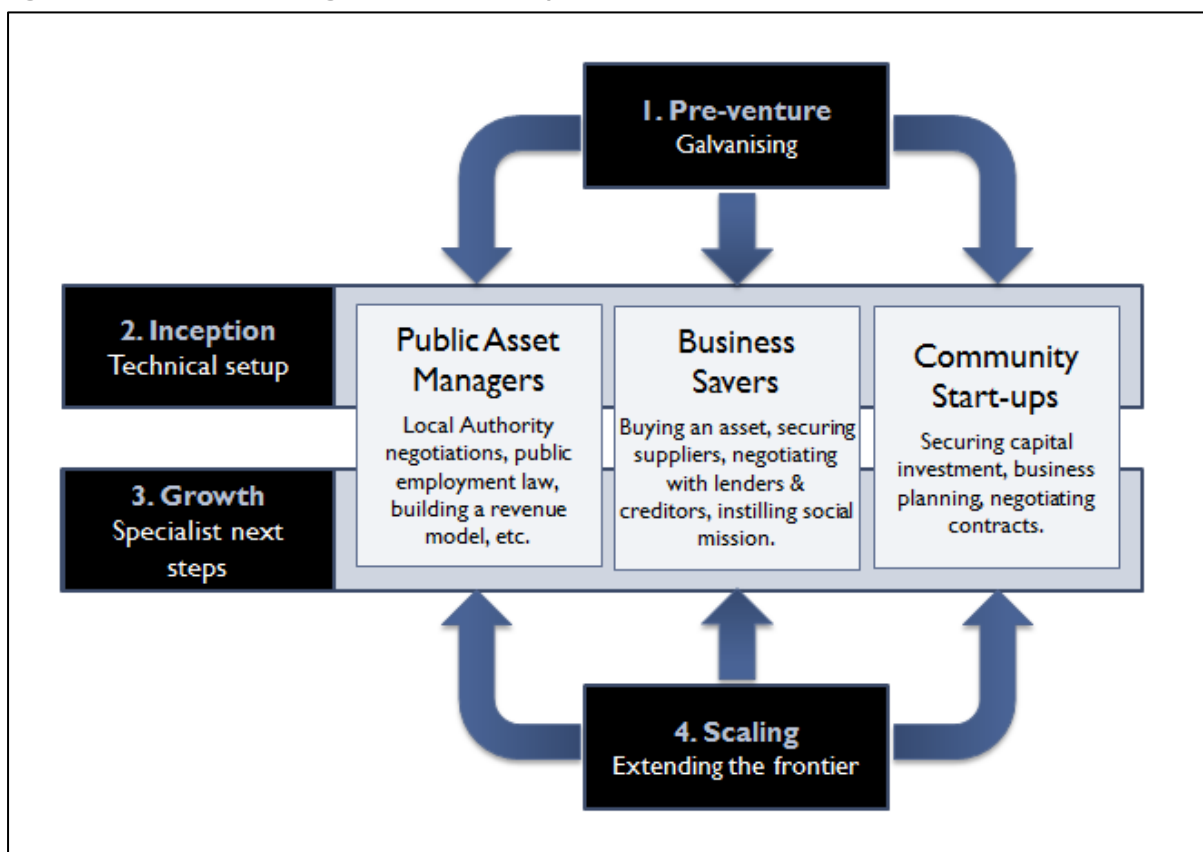 1. Pre-venture
Galvanising
2. Inception
Technical setup
Public Asset
Managers
Local Authority
negotiations, public
employment law,
building a revenue
model, etc.
Business
Savers
Buying an asset, securing
suppliers, negotiating
with lenders &
creditors, instilling social
mission.
Community
Start-ups
Securing capital
investment, business
planning, negotiating
contracts.
3. Growth
Specialist next
steps
4. Scaling
Extending the frontier